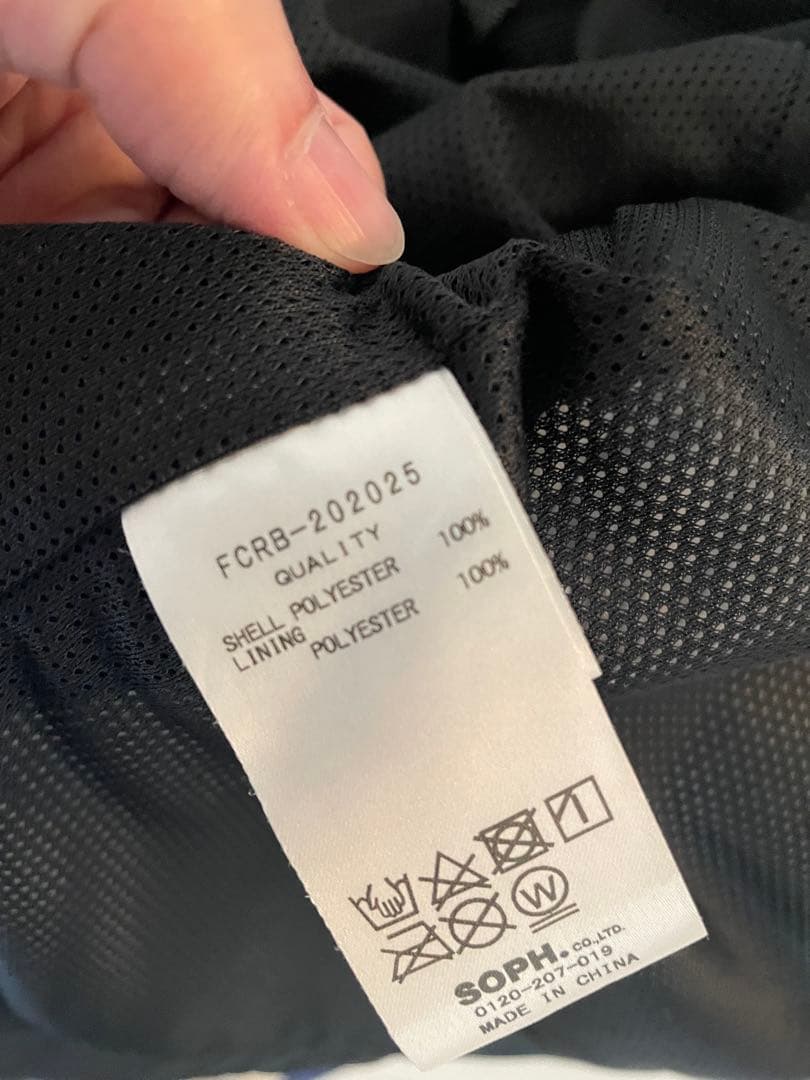 FCRB-202025
QUALITY
SHELL POLYESTER 100%
LINING POLYESTER 100%
W
SOPH. CO.,LTD.
0120-207-019
MADE IN CHINA